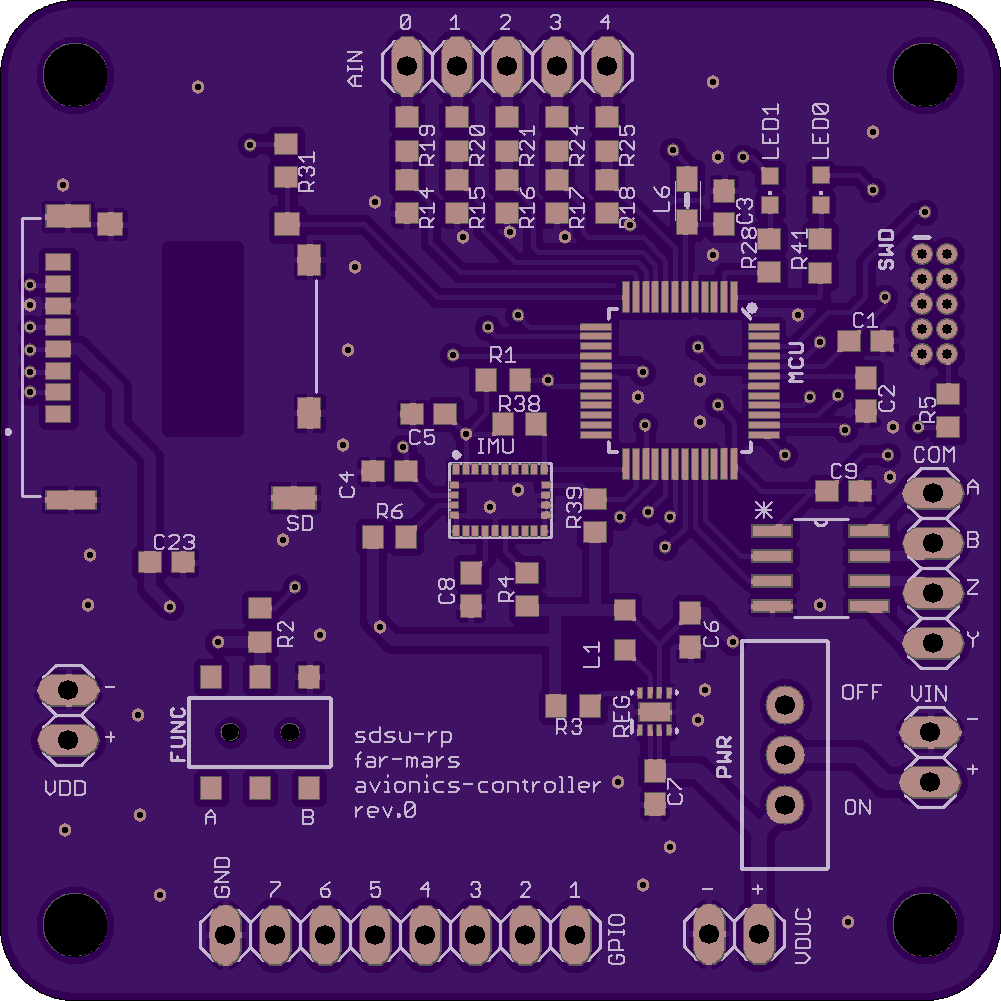 0 1 2 3 4
AIN
R19 R20 R21 R24 R25
LED1 LED0
R31
R14 R15 R16 R17 R18
L6 C3
R28 R41
SWD
C1
MCU
R1
C2
R38
R5
C5
IMU
COM
C4
C9
A
R6
R39
SD
B
C23
C8
R4
Z
R2
L1
C6
Y
- OFF VIN
REG
R3
-
FUNC
sdsu-rp
+
PWR
far-mars
+
VDD
avionics-controller
C7
A B
rev.0
ON
GND 7 6 5 4 3 2 1
GPIO
- +
VDUC